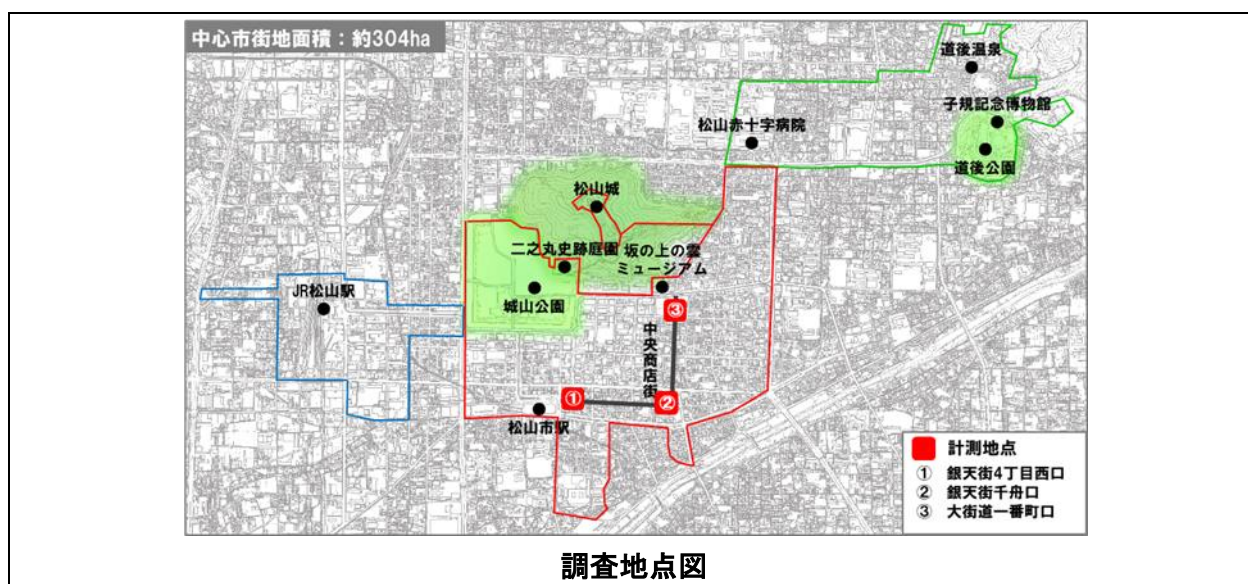 中心市街地面積：約304ha
道後温泉
子規記念博物館
松山赤十字病院
道後公園
松山城
二之丸史跡庭園
坂の上の雲
ミュージアム
JR松山駅
城山公園
③
中央商店街
①
②
松山市駅
計測地点
① 銀天街4丁目西口
② 銀天街千舟口
③ 大街道一番町口
調査地点図